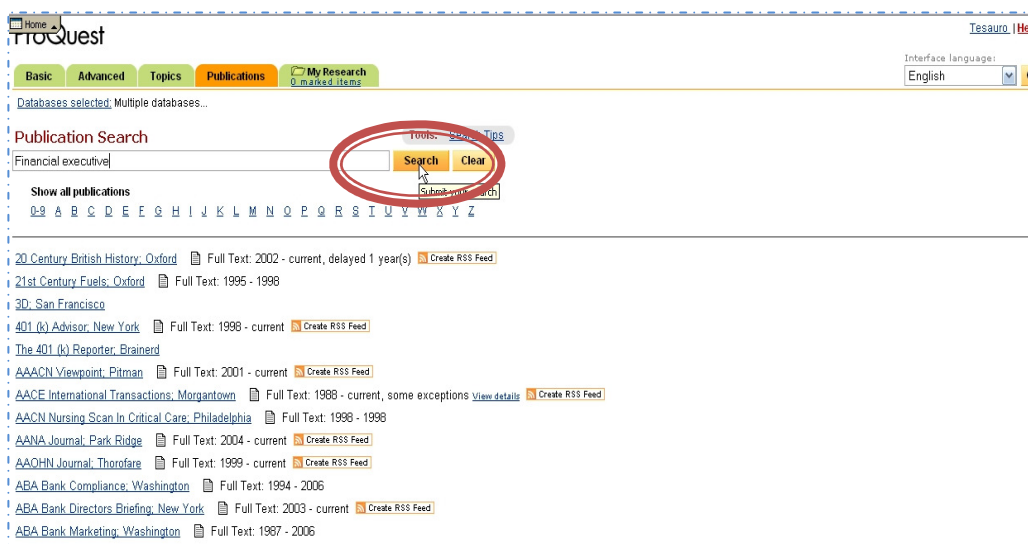 Home
ProQuest
Tesauro | He
Interface language:
Basic Advanced Topics Publications My Research
0 marked items
English
Databases selected: Multiple databases...
Publication Search
Tools: Search Tips
Financial executive
Search Clear
Submit your search
Show all publications
0-9 A B C D E F G H I J K L M N O P Q R S T U V W X Y Z
20 Century British History; Oxford Full Text: 2002 - current, delayed 1 year(s) Create RSS Feed
21st Century Fuels; Oxford Full Text: 1995 - 1998
3D; San Francisco
401 (k) Advisor; New York Full Text: 1998 - current Create RSS Feed
The 401 (k) Reporter; Brainerd
AAACN Viewpoint; Pitman Full Text: 2001 - current Create RSS Feed
AACE International Transactions; Morgantown Full Text: 1988 - current, some exceptions View details Create RSS Feed
AACN Nursing Scan In Critical Care; Philadelphia Full Text: 1998 - 1998
AANA Journal; Park Ridge Full Text: 2004 - current Create RSS Feed
AAOHN Journal; Thorofare Full Text: 1999 - current Create RSS Feed
ABA Bank Compliance; Washington Full Text: 1994 - 2006
ABA Bank Directors Briefing; New York Full Text: 2003 - current Create RSS Feed
ABA Bank Marketing; Washington Full Text: 1987 - 2006